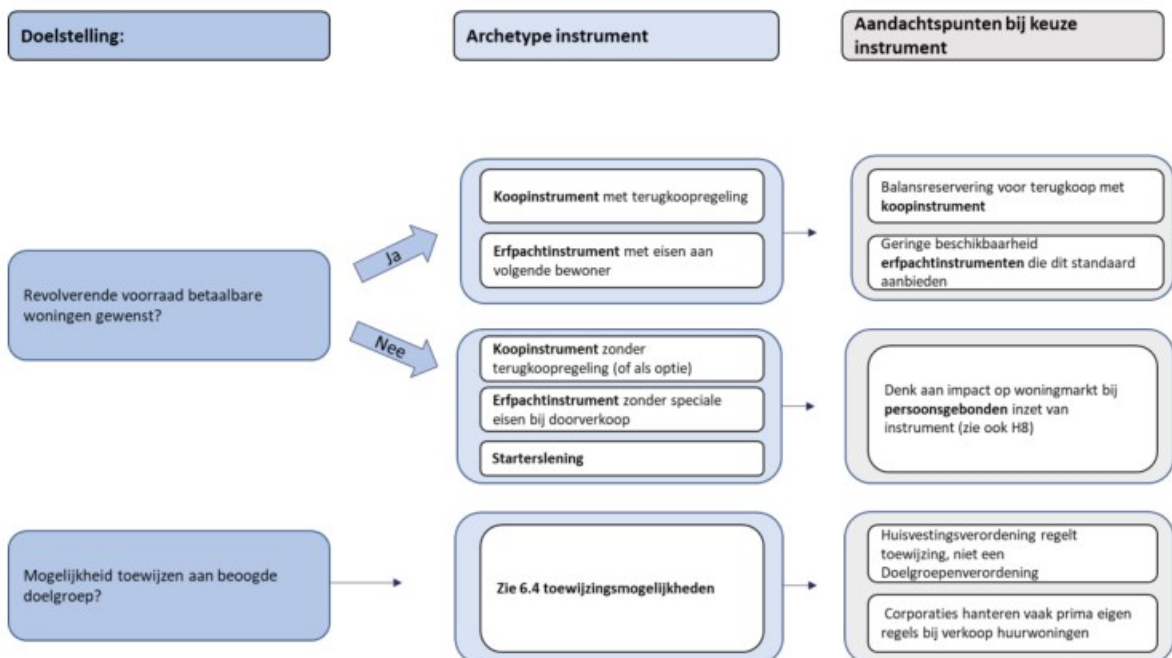 Doelstelling:
Archetype instrument
Aandachtspunten bij keuze
instrument
Revolverende voorraad betaalbare
woningen gewenst?
Ja
Koopinstrument met terugkoopregeling
Erfpachtinstrument met eisen aan
volgende bewoner
Balansreservering voor terugkoop met
koopinstrument
Geringe beschikbaarheid
erfpachtinstrumenten die dit standaard
aanbieden
Nee
Koopinstrument zonder
terugkoopregeling (of als optie)
Erfpachtinstrument zonder speciale
eisen bij doorverkoop
Starterslening
Denk aan impact op woningmarkt bij
persoonsgebonden inzet van
instrument (zie ook H8)
Mogelijkheid toewijzen aan beoogde
doelgroep?
Zie 6.4 toewijzingsmogelijkheden
Huisvestingsverordening regelt
toewijzing, niet een
Doelgroepenverordening
Corporaties hanteren vaak prima eigen
regels bij verkoop huurwoningen